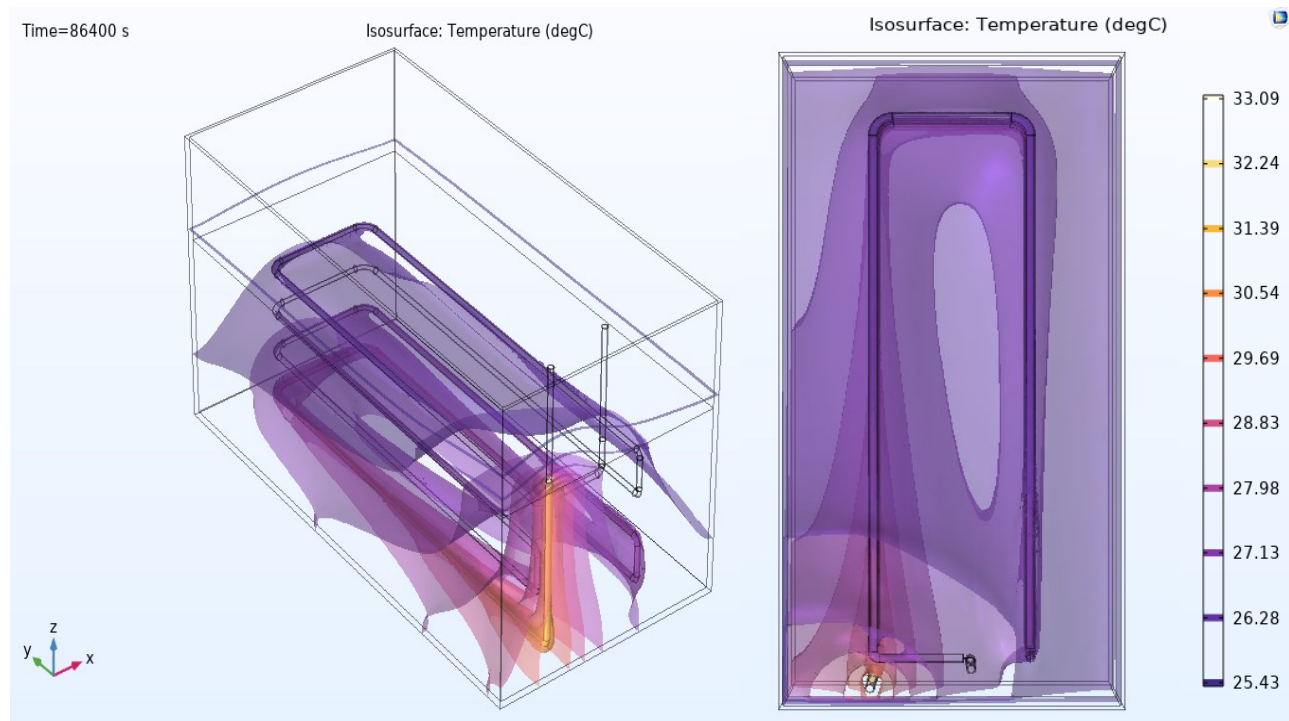 Time=86400 s
Isosurface: Temperature (degC)
Isosurface: Temperature (degC)
33.09
32.24
31.39
30.54
29.69
28.83
27.98
27.13
26.28
25.43
z
y
x